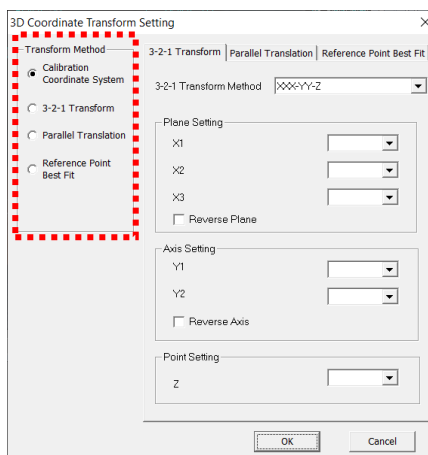 3D Coordinate Transform Setting
Transform Method
Calibration
Coordinate System
3-2-1 Transform
Parallel Translation
Reference Point
Best Fit
3-2-1 Transform
Parallel Translation
Reference Point Best Fit
3-2-1 Transform Method
XXX-YY-Z
Plane Setting
X1
X2
X3
Reverse Plane
Axis Setting
Y1
Y2
Reverse Axis
Point Setting
Z
OK
Cancel